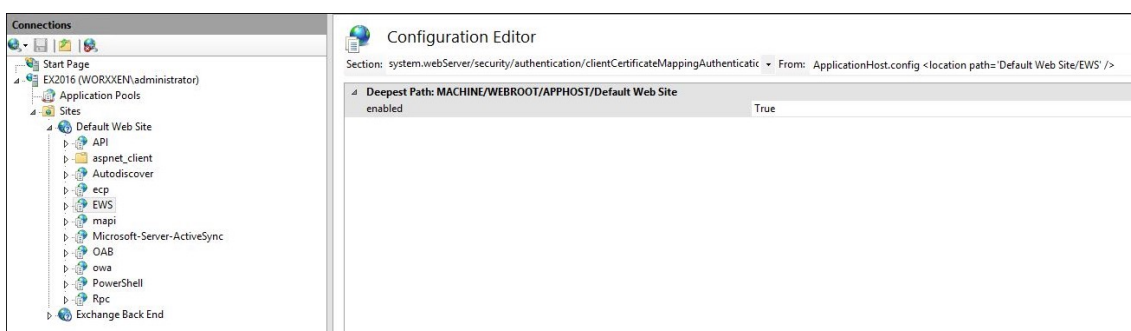 Connections
Start Page
EX2016 (WORXXEN\administrator)
Application Pools
Sites
Default Web Site
API
aspnet_client
Autodiscover
ecp
EWS
mapi
Microsoft-Server-ActiveSync
OAB
owa
PowerShell
Rpc
Exchange Back End
Configuration Editor
Section: system.webServer/security/authentication/clientCertificateMappingAuthenticatic From: ApplicationHost.config <location path='Default Web Site/EWS' />
Deepest Path: MACHINE/WEBROOT/APPHOST/Default Web Site
enabled True